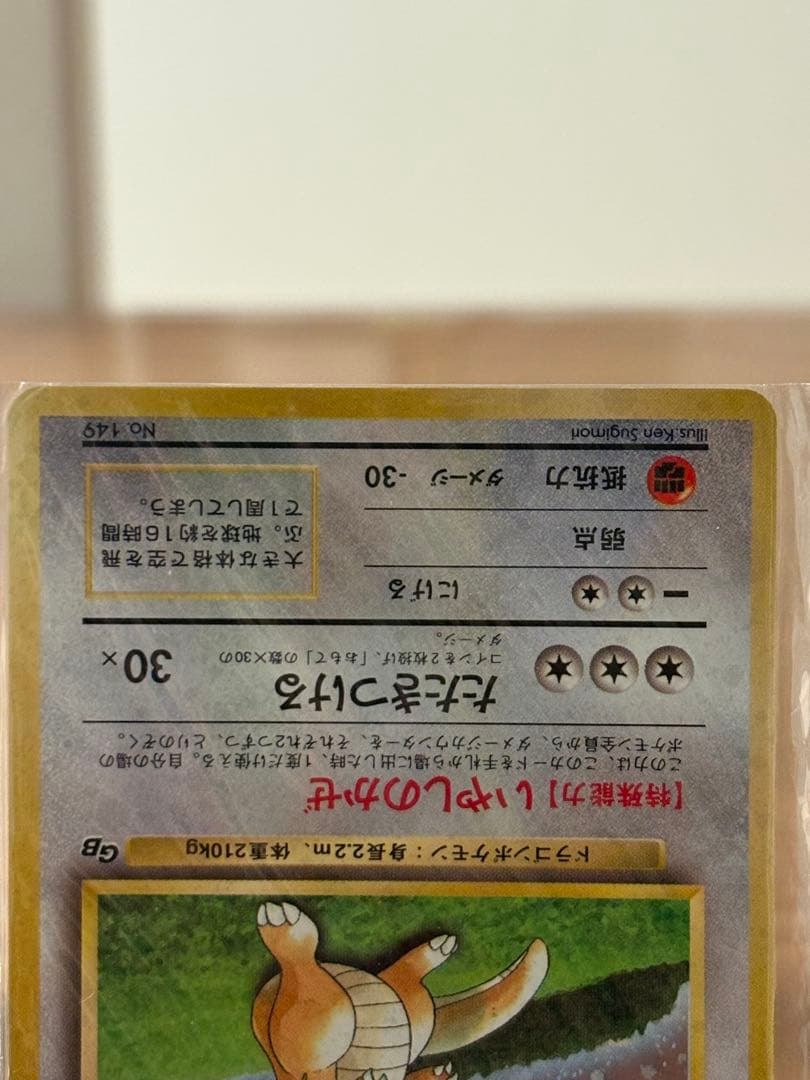 ドラゴンポケモン：身長2.2m、体重210kg GB
【特殊能力】いやしのかぜ
この力は、このカードを手札から場に出した時、1度だけ使える。自分の場の
ポケモン全員から、ダメージカウンターを、それぞれ2つずつ、とりのぞく。
たたきつける 30×
コインを2枚投げ、「おもて」の数×30の
ダメージ。
にげる
弱点
抵抗力 ダメージ -30
大きな体格で空を飛
ぶ。地球を約16時間
で1周してしまう。
Illus.Ken Sugimori No.149